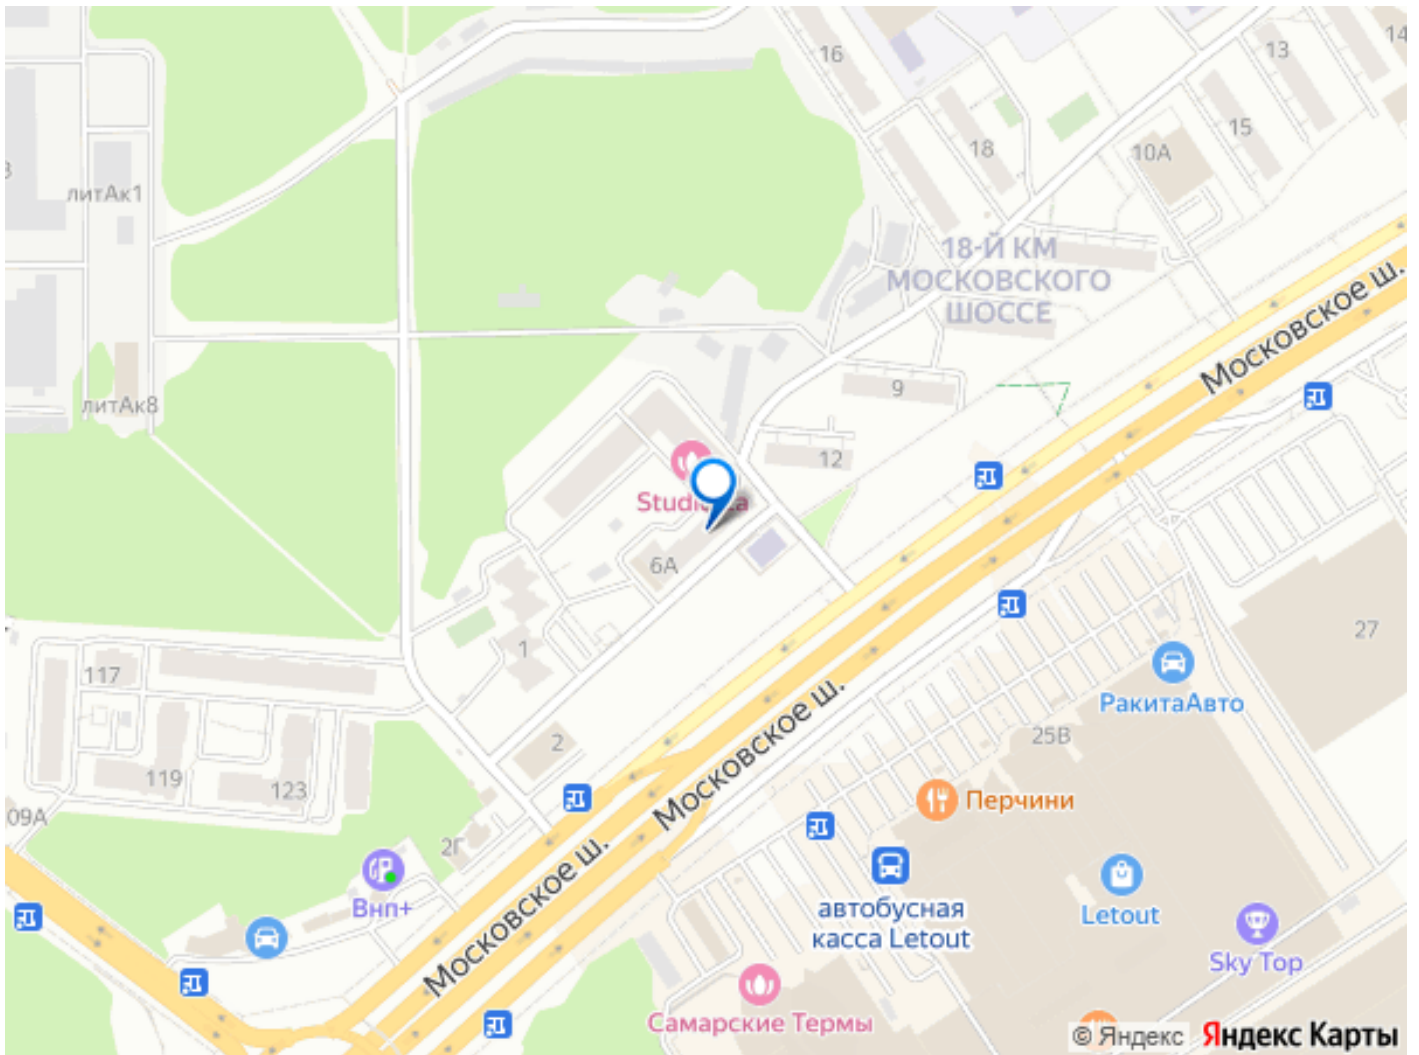 16
13
14
15
18
10А
литАк1
18-Й КМ
МОСКОВСКОГО
ШОССЕ
Московское ш.
литАк8
9
12
6А
1
117
27
РакитаАвто
25В
2
Московское ш.
119
123
09А
2Г
Перчини
Внп+
Московское ш.
автобусная
касса Letout
Letout
Sky Top
Самарские Термы
© Яндекс Яндекс Карты